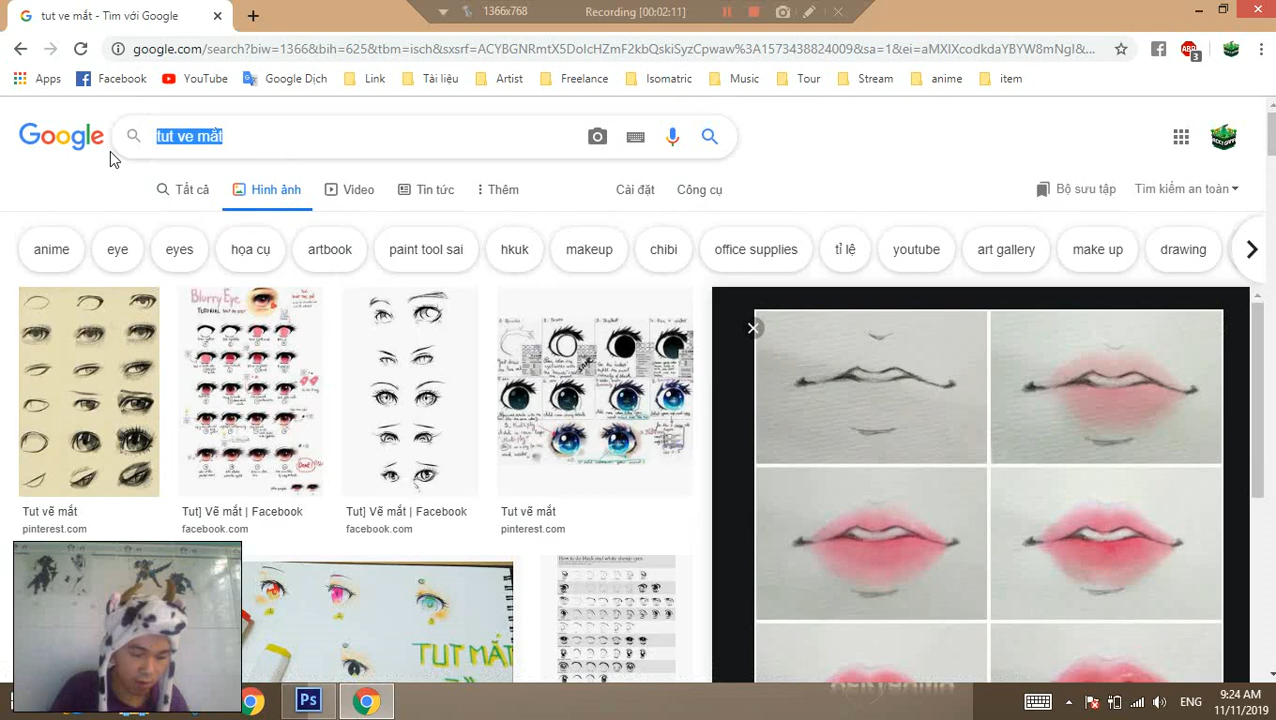 tut ve mắt - Tìm với Google
1366x768
Recording [00:02:11]
google.com/search?biw=1366&bih=625&tbm=isch&sxsrf=ACYBGNRmtX5DolcHZmF2kbQskiSyzCpwaw%3A1573438824009&sa=1&ei=aMXIXcodkdaYBYW8mNgI&...
Apps Facebook YouTube Google Dịch Link Tài liệu Artist Freelance Isomatric Music Tour Stream anime item
Google tut ve mắt
Tất cả Hình ảnh Video Tin tức Thêm Cài đặt Công cụ Bộ sưu tập Tìm kiếm an toàn
anime eye eyes họa cụ artbook paint tool sai hkuk makeup chibi office supplies tỉ lệ youtube art gallery make up drawing
Blurry Eye
TUTORIAL
Tut vẽ mắt Tut] Vẽ mắt | Facebook Tut] Vẽ mắt | Facebook Tut vẽ mắt
pinterest.com facebook.com facebook.com pinterest.com
TUT MẮT
Ps
ENG
9:24 AM
11/11/2019